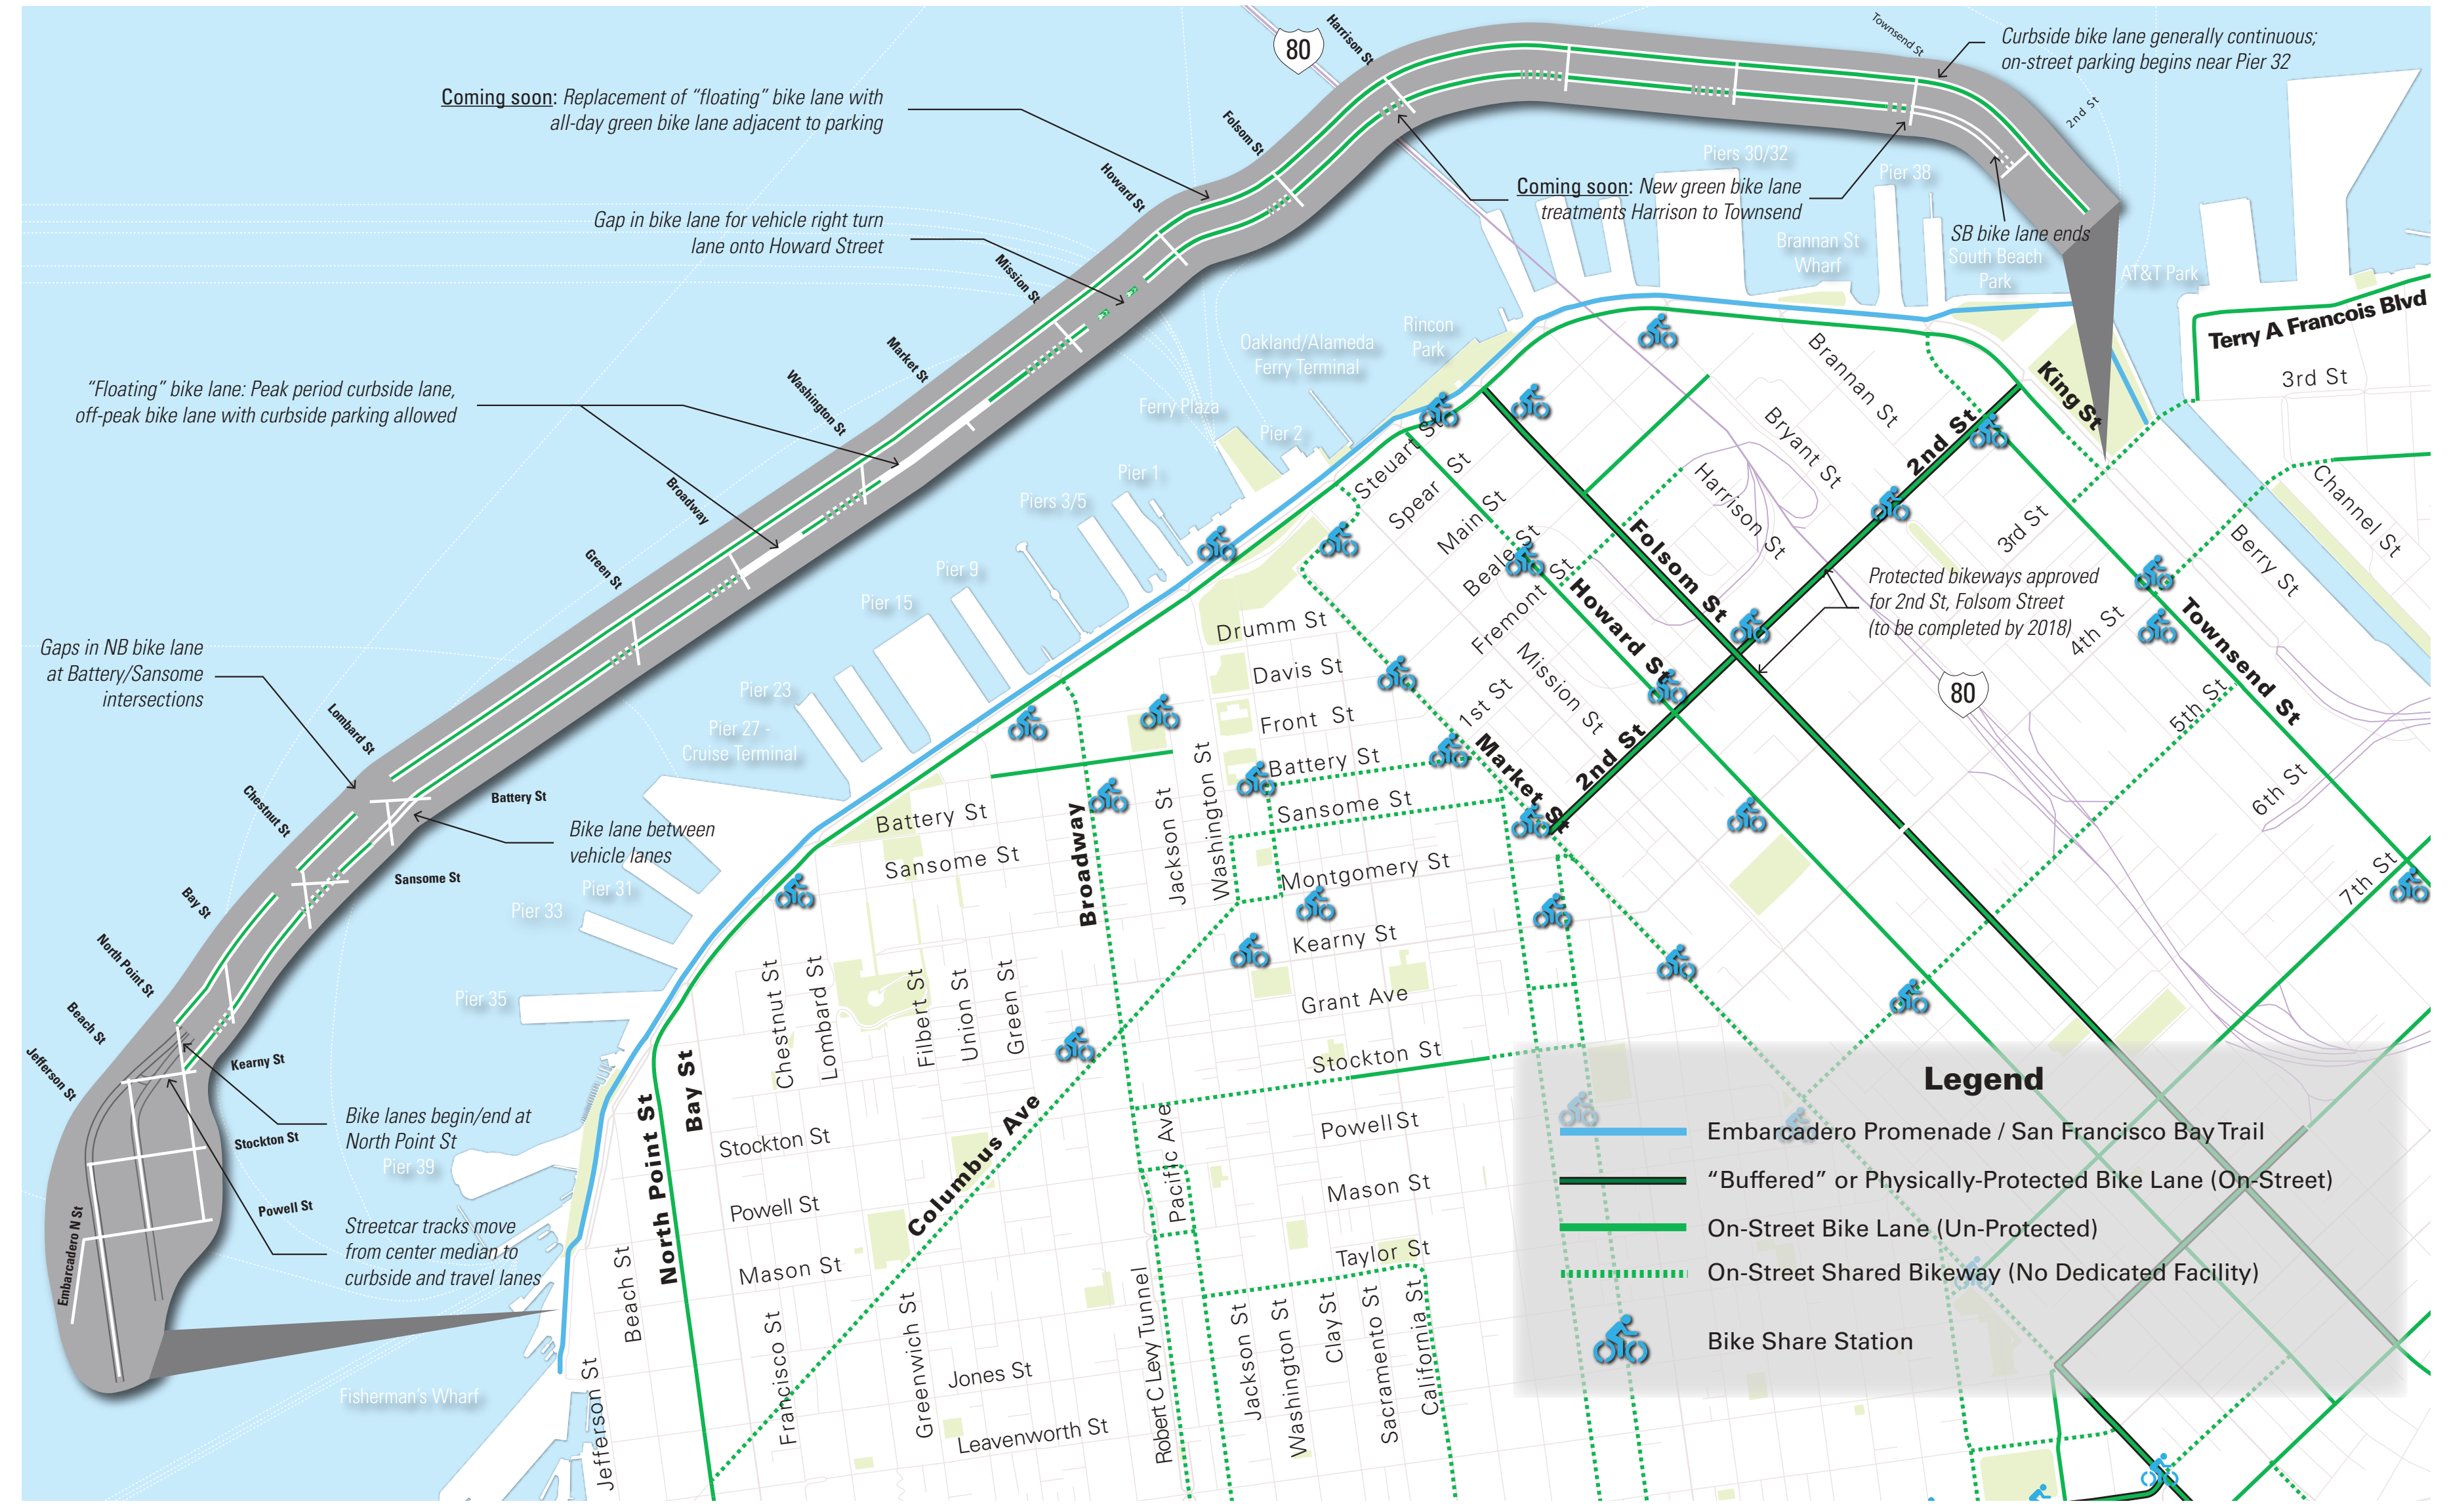 80
Harrison St
Townsend St
Curbside bike lane generally continuous;
on-street parking begins near Pier 32
Coming soon: Replacement of “floating” bike lane with
all-day green bike lane adjacent to parking
Folsom St
2nd St
Howard St
Piers 30/32
Pier 38
Coming soon: New green bike lane
treatments Harrison to Townsend
Gap in bike lane for vehicle right turn
lane onto Howard Street
SB bike lane ends
Brannan St
Wharf
South Beach
Park
AT&T Park
Mission St
Terry A Francois Blvd
Rincon
Park
Oakland/Alameda
Ferry Terminal
Market St
Washington St
“Floating” bike lane: Peak period curbside lane,
off-peak bike lane with curbside parking allowed
Ferry Plaza
Pier 2
Brannan St
King St
3rd St
Bryant St
2nd St
Steuart St
Spear St
Main St
Beale St
Fremont St
Harrison St
Folsom St
Howard St
Channel St
Berry St
3rd St
Pier 1
Piers 3/5
Broadway
Pier 9
Green St
Pier 15
Protected bikeways approved
for 2nd St, Folsom Street
(to be completed by 2018)
4th St
Townsend St
Drumm St
Davis St
Front St
Battery St
Sansome St
Montgomery St
Kearny St
Grant Ave
Stockton St
Powell St
Mason St
Taylor St
Mission St
1st St
Market St
2nd St
80
5th St
6th St
7th St
Gaps in NB bike lane
at Battery/Sansome
intersections
Pier 23
Pier 27 -
Cruise Terminal
Lombard St
Chestnut St
Battery St
Bike lane between
vehicle lanes
Sansome St
Pier 31
Pier 33
Bay St
Battery St
Sansome St
Broadway
Jackson St
Washington St
North Point St
Pier 35
Beach St
Jefferson St
Kearny St
Chestnut St
Lombard St
Filbert St
Union St
Green St
Bike lanes begin/end at
North Point St
Stockton St
Pier 39
Powell St
Streetcar tracks move
from center median to
curbside and travel lanes
Embarcadero N St
North Point St
Bay St
Stockton St
Powell St
Mason St
Columbus Ave
Pacific Ave
Beach St
Jefferson St
Francisco St
Greenwich St
Jones St
Leavenworth St
Robert C Levy Tunnel
Jackson St
Washington St
Clay St
Sacramento St
California St
Fisherman’s Wharf
Legend
Embarcadero Promenade / San Francisco Bay Trail
“Buffered” or Physically-Protected Bike Lane (On-Street)
On-Street Bike Lane (Un-Protected)
On-Street Shared Bikeway (No Dedicated Facility)
Bike Share Station